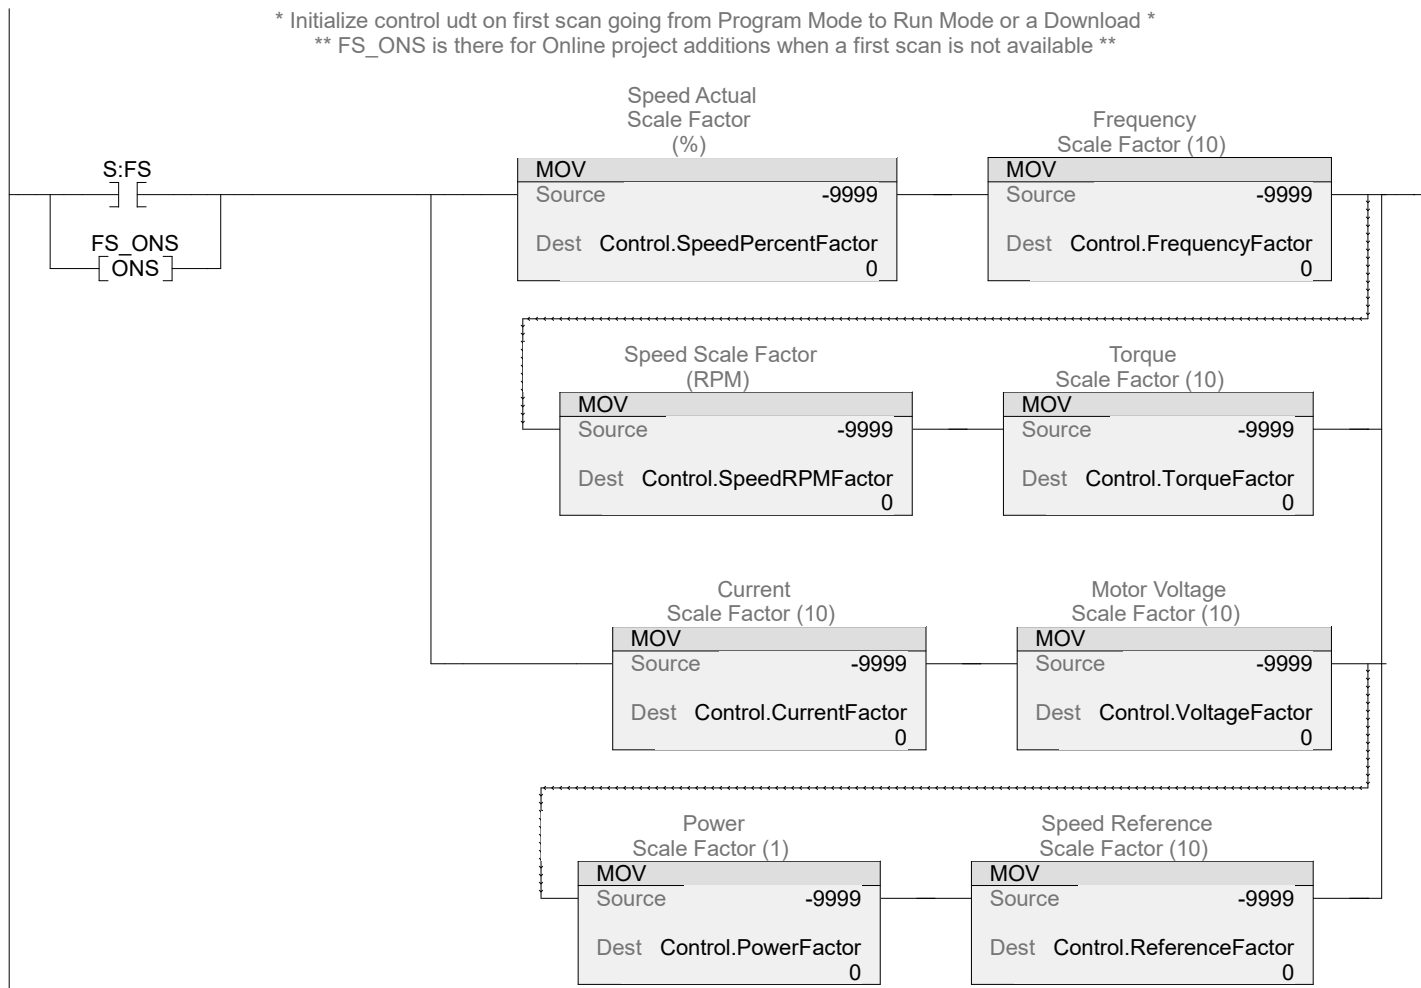 * Initialize control udt on first scan going from Program Mode to Run Mode or a Download *
** FS_ONS is there for Online project additions when a first scan is not available **
S:FS
FS_ONS
ONS
Speed Actual
Scale Factor
(%)
MOV
Source -9999
Dest Control.SpeedPercentFactor
0
Frequency
Scale Factor (10)
MOV
Source -9999
Dest Control.FrequencyFactor
0
Speed Scale Factor
(RPM)
MOV
Source -9999
Dest Control.SpeedRPMFactor
0
Torque
Scale Factor (10)
MOV
Source -9999
Dest Control.TorqueFactor
0
Current
Scale Factor (10)
MOV
Source -9999
Dest Control.CurrentFactor
0
Motor Voltage
Scale Factor (10)
MOV
Source -9999
Dest Control.VoltageFactor
0
Power
Scale Factor (1)
MOV
Source -9999
Dest Control.PowerFactor
0
Speed Reference
Scale Factor (10)
MOV
Source -9999
Dest Control.ReferenceFactor
0